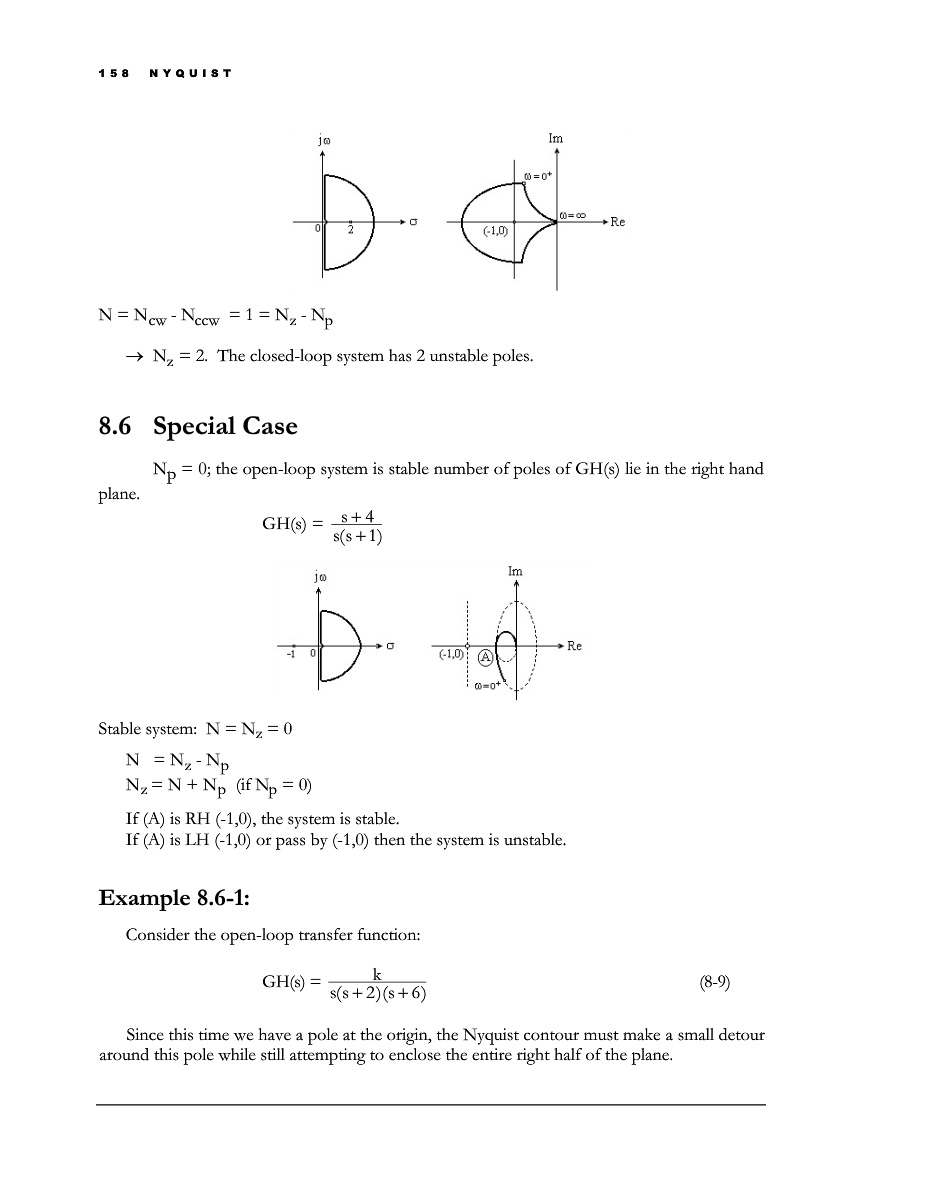 158 NYQUIST
jω
Im
ω=0⁺
0
2
σ
(-1,0)
ω=∞
Re
N = N_cw - N_ccw = 1 = N_z - N_p
→ N_z = 2. The closed-loop system has 2 unstable poles.
8.6 Special Case
N_p = 0; the open-loop system is stable number of poles of GH(s) lie in the right hand
plane.
GH(s) = s+4
s(s+1)
jω
Im
-1
0
σ
(-1,0)
A
Re
ω=0⁺
Stable system: N = N_z = 0
N = N_z - N_p
N_z = N + N_p (if N_p = 0)
If (A) is RH (-1,0), the system is stable.
If (A) is LH (-1,0) or pass by (-1,0) then the system is unstable.
Example 8.6-1:
Consider the open-loop transfer function:
GH(s) = k (8-9)
s(s+2)(s+6)
Since this time we have a pole at the origin, the Nyquist contour must make a small detour
around this pole while still attempting to enclose the entire right half of the plane.